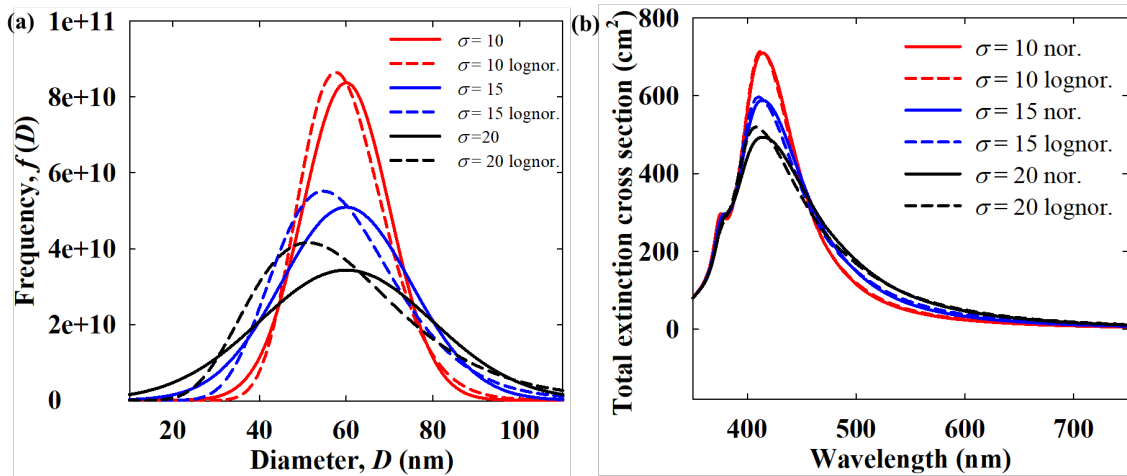 (a)
1e+11
8e+10
6e+10
4e+10
2e+10
0
Frequency, f (D)
20 40 60 80 100
Diameter, D (nm)
σ = 10
σ = 10 lognor.
σ = 15
σ = 15 lognor.
σ =20
σ = 20 lognor.
(b)
800
700
600
500
400
200
0
Total extinction cross section (cm²)
400 500 600 700
Wavelength (nm)
σ = 10 nor.
σ = 10 lognor.
σ = 15 nor.
σ = 15 lognor.
σ = 20 nor.
σ = 20 lognor.